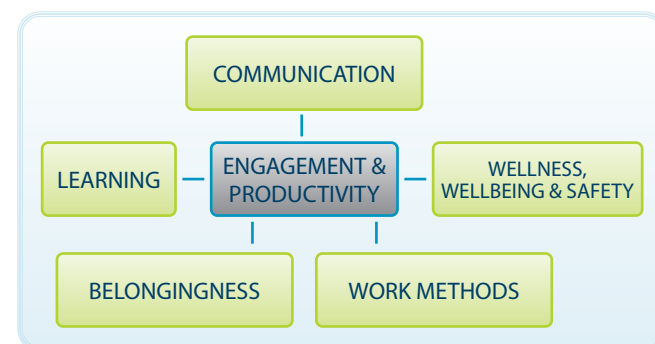 COMMUNICATION
LEARNING
ENGAGEMENT &
PRODUCTIVITY
WELLNESS,
WELLBEING & SAFETY
BELONGINGNESS
WORK METHODS